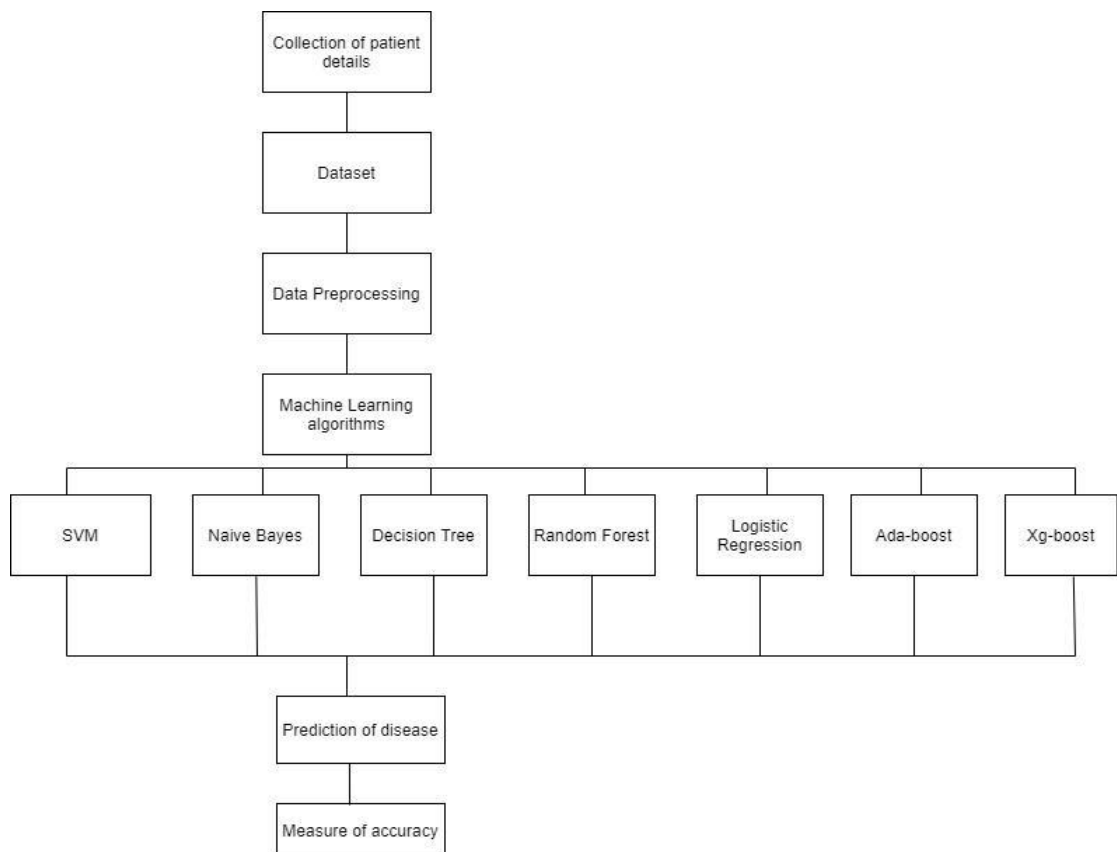 Collection of patient
details
Dataset
Data Preprocessing
Machine Learning
algorithms
SVM
Naive Bayes
Decision Tree
Random Forest
Logistic
Regression
Ada-boost
Xg-boost
Prediction of disease
Measure of accuracy